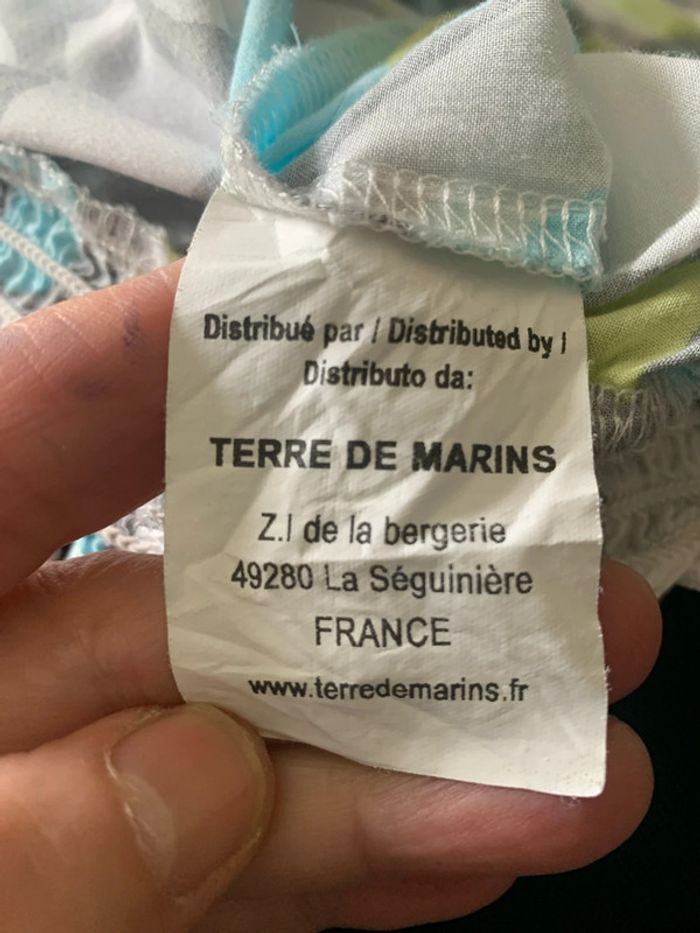 Distribué par / Distributed by /
Distributo da:
TERRE DE MARINS
Z.I de la bergerie
49280 La Séguinière
FRANCE
www.terredemarins.fr